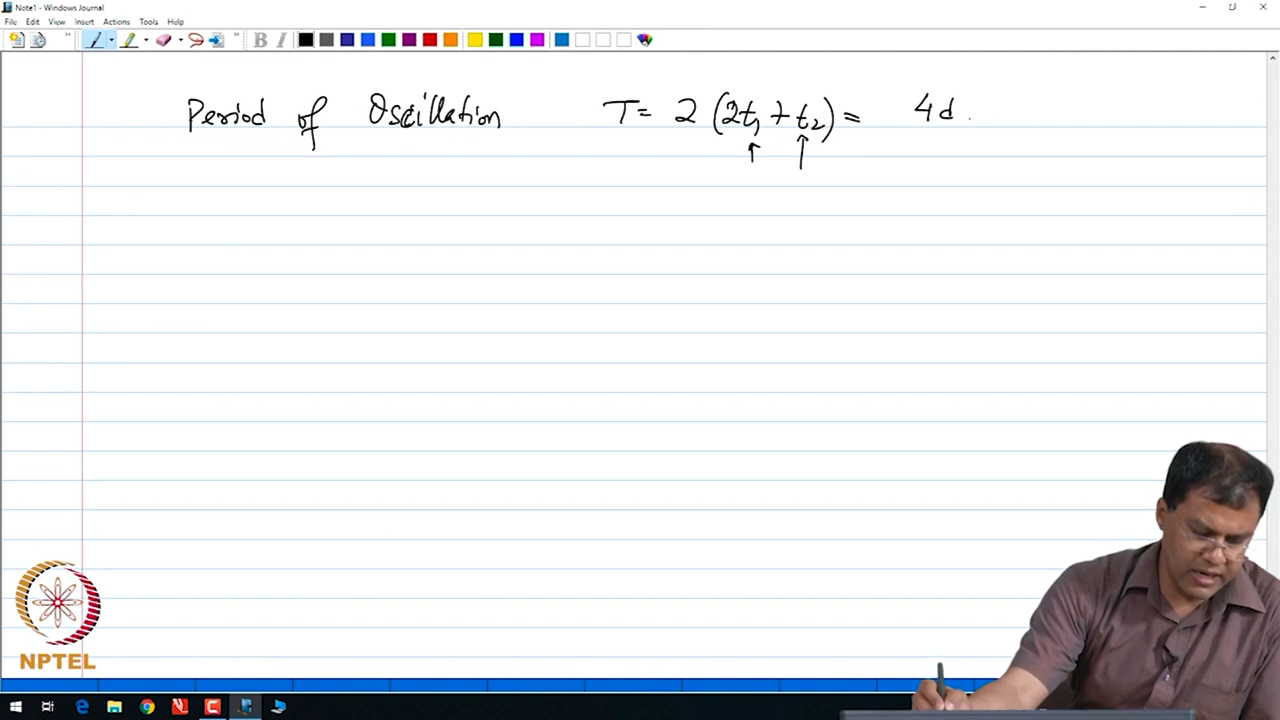 Note1 - Windows Journal
File Edit View Insert Actions Tools Help
B I
Period of Oscillation T = 2 (2t₁ + t₂) = 4d
NPTEL